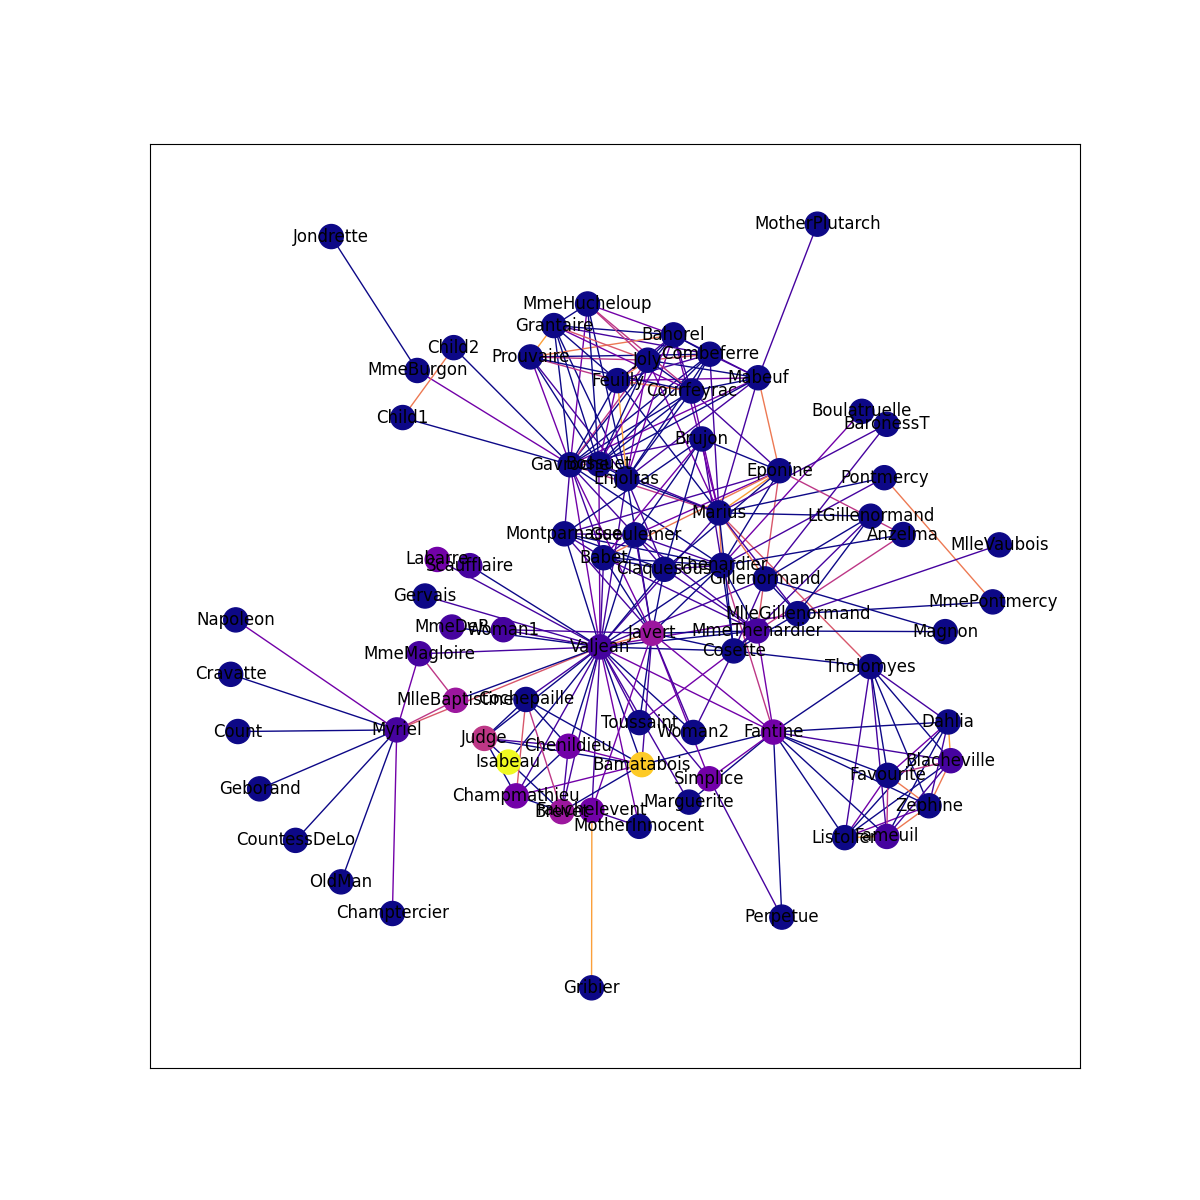 Jondrette
MotherPlutarch
MmeHucheloup
Grantaire
Bahorel
Child2
Prouvaire
Joly
Combeferre
MmeBurgon
Feuilly
Mabeuf
Courfeyrac
Child1
Boulatruelle
BaronessT
Brujon
Gavroche
Bossuet
Enjolras
Eponine
Pontmercy
Marius
LtGillenormand
Montparnasse
Gueulemer
Anzelma
MlleVaubois
Labarre
Scaufflaire
Babet
Claquesous
Thenardier
Gillenormand
Gervais
MmePontmercy
Napoleon
MmeDeR
Woman1
MlleGillenormand
Javert
MmeThenardier
Magnon
Valjean
MmeMagloire
Cosette
Cravatte
Tholomyes
MlleBaptistine
Cochepaille
Count
Myriel
Judge
Toussaint
Woman2
Fantine
Dahlia
Chenildieu
Isabeau
Bamatabois
Blacheville
Geborand
Simplice
Favourite
Champmathieu
Marguerite
Zephine
Fauchelevent
Brevet
MotherInnocent
CountessDeLo
Listolier
Fameuil
OldMan
Champtercier
Perpetue
Gribier